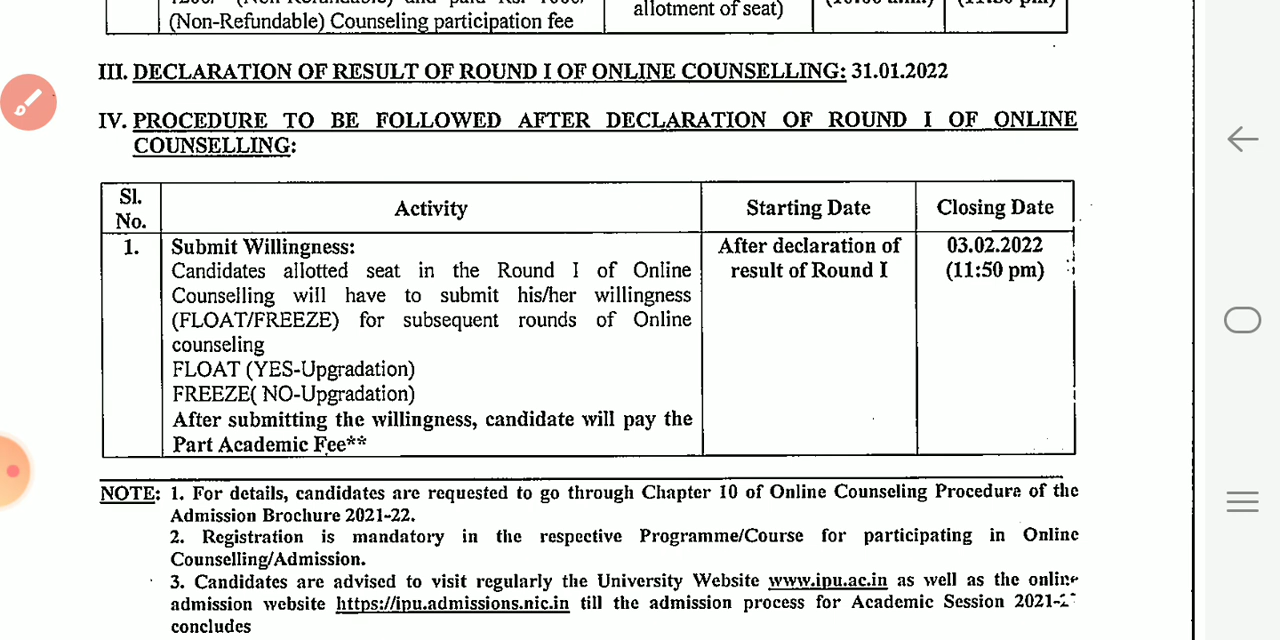 (Non-Refundable) Counseling participation fee
allotment of seat)
III. DECLARATION OF RESULT OF ROUND I OF ONLINE COUNSELLING: 31.01.2022
IV. PROCEDURE TO BE FOLLOWED AFTER DECLARATION OF ROUND I OF ONLINE
COUNSELLING:
Sl.
No.
Activity
Starting Date
Closing Date
1.
Submit Willingness:
Candidates allotted seat in the Round I of Online
Counselling will have to submit his/her willingness
(FLOAT/FREEZE) for subsequent rounds of Online
counseling
FLOAT (YES-Upgradation)
FREEZE( NO-Upgradation)
After submitting the willingness, candidate will pay the
Part Academic Fee**
After declaration of
result of Round I
03.02.2022
(11:50 pm)
NOTE: 1. For details, candidates are requested to go through Chapter 10 of Online Counseling Procedure of the
Admission Brochure 2021-22.
2. Registration is mandatory in the respective Programme/Course for participating in Online
Counselling/Admission.
3. Candidates are advised to visit regularly the University Website www.ipu.ac.in as well as the online
admission website https://ipu.admissions.nic.in till the admission process for Academic Session
concludes